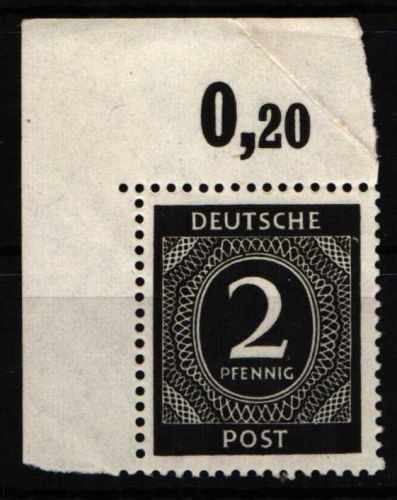 0,20
DEUTSCHE
2
PFENNIG
POST